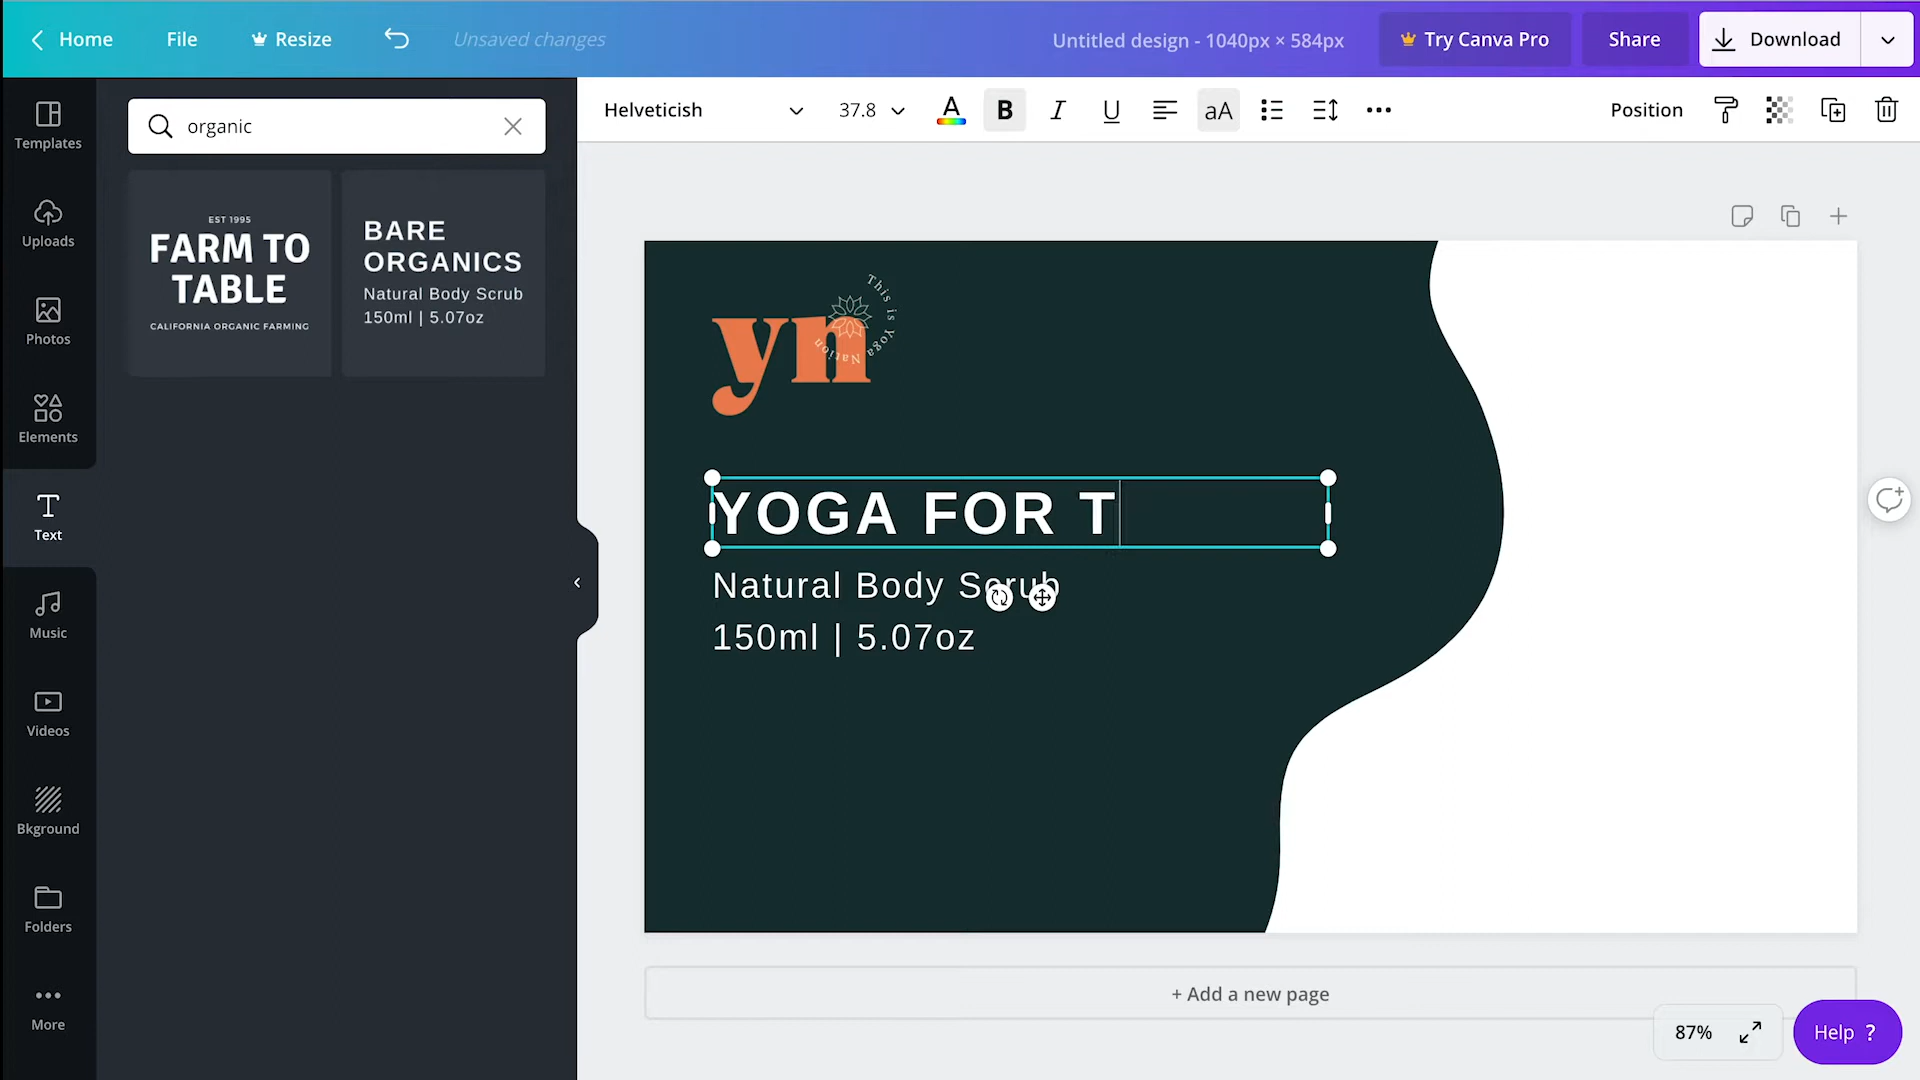 Home
File
Resize
Unsaved changes
Untitled design - 1040px × 584px
Try Canva Pro
Share
Download
Templates
Uploads
Photos
Elements
Text
Music
Videos
Bkground
Folders
More
organic
EST 1995
FARM TO
TABLE
CALIFORNIA ORGANIC FARMING
BARE
ORGANICS
Natural Body Scrub
150ml | 5.07oz
Helveticish
37.8
A
B
I
U
aA
Position
yn
This is Yoga Nation
YOGA FOR T
Natural Body Scrub
150ml | 5.07oz
+ Add a new page
87%
Help ?